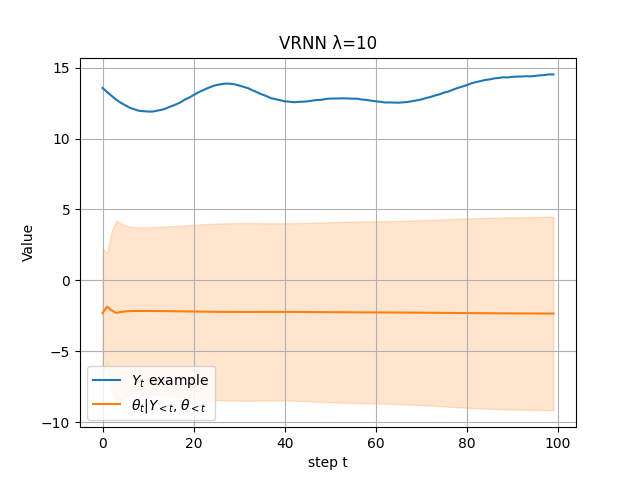 VRNN λ=10
Value
15
10
5
0
−5
−10
Y_t example
θ_t|Y_{<t}, θ_{<t}
0 20 40 60 80 100
step t